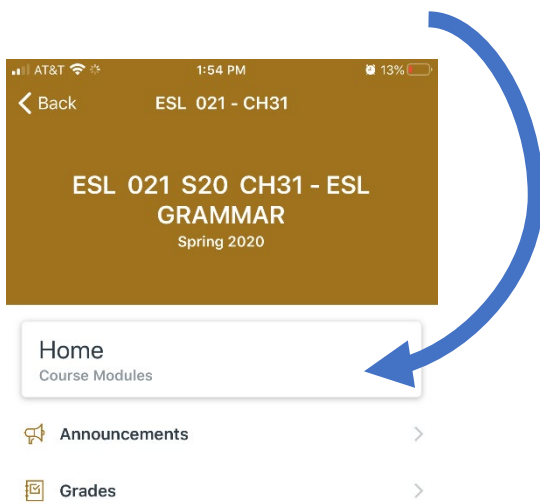 AT&T 1:54 PM 13%
Back ESL 021 - CH31
ESL 021 S20 CH31 - ESL
GRAMMAR
Spring 2020
Home
Course Modules
Announcements
Grades